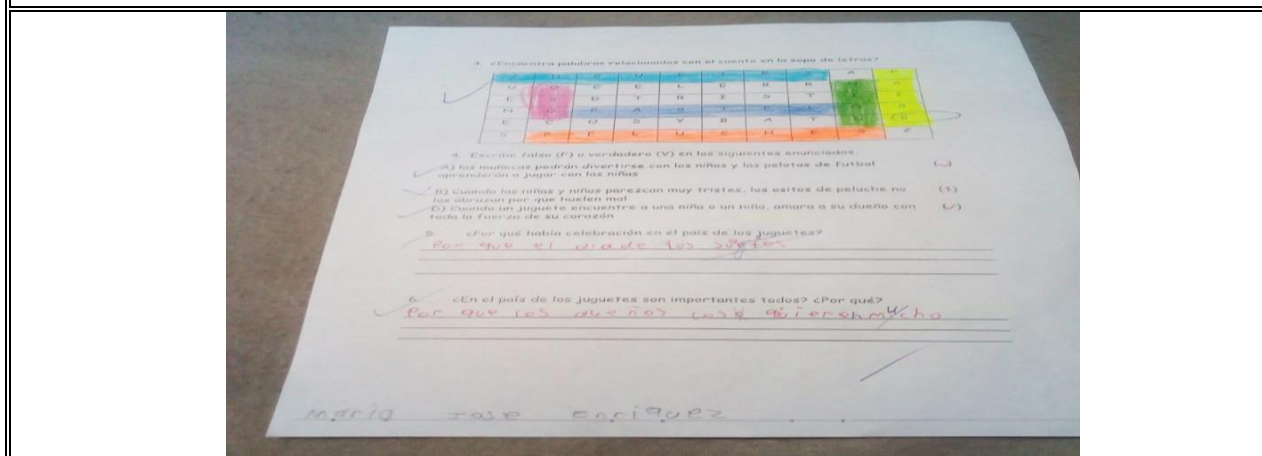 3. ¿Encuentra palabras relacionadas con el cuento en la sopa de letras?
J U G U E T E S A P
U O C E L E B R
E S D T R I S T
N O P A S T E L
E C O S Y B A T N
S P E L U C H E S Z
4. Escribe falso (F) o verdadero (V) en los siguientes enunciados.
A) las muñecas podrán divertirse con las niñas y las pelotas de futbol (V)
aprenderán a jugar con las niñas
B) Cuando las niñas y niños parezcan muy tristes, los ositos de peluche no
los abrazan por que huelen mal
D) Cuando un juguete encuentre a una niña o un niño, amara a su dueño con (V)
toda la fuerza de su corazón
5. ¿Por qué había celebración en el país de los juguetes?
Por que el dia de los
6. ¿En el país de los juguetes son importantes todos? ¿Por qué?
Por que los dueños quieren mucho
Maria Jose Enriquez